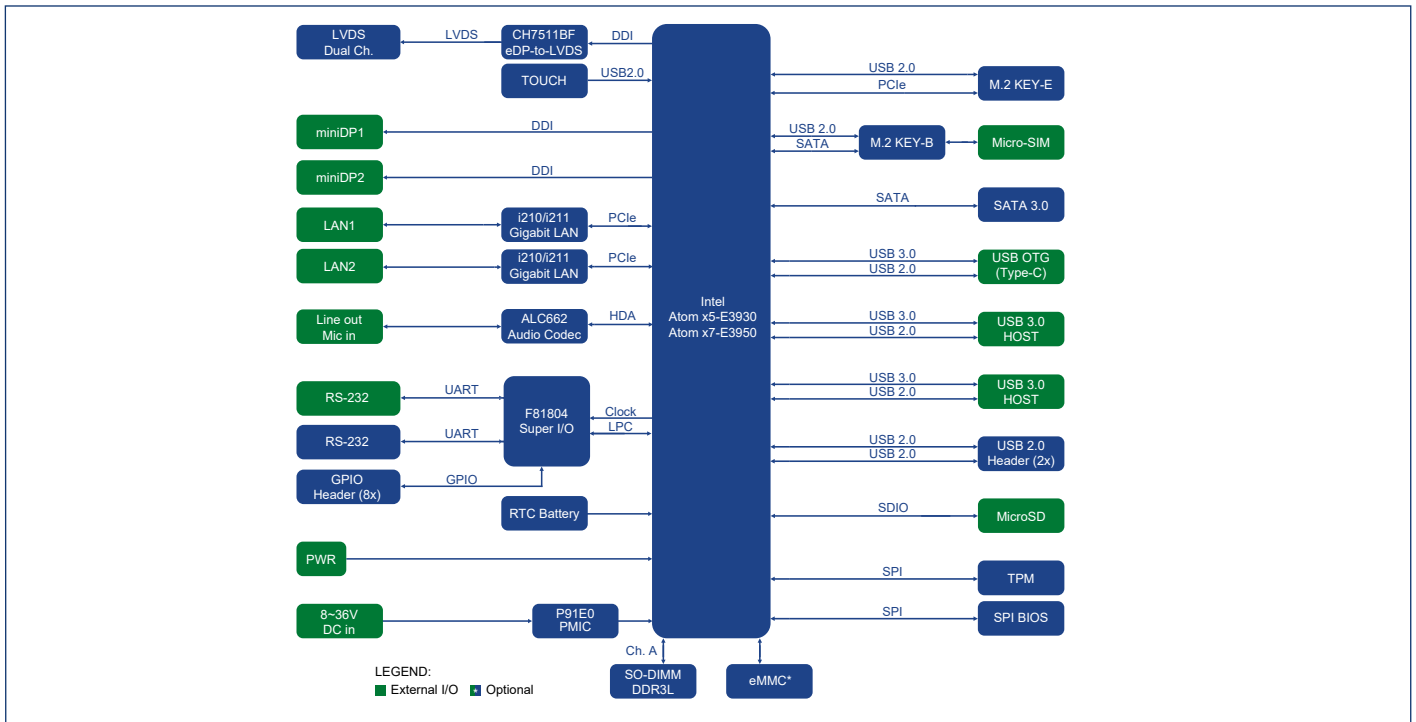 LVDS
Dual Ch.
LVDS
CH7511BF
eDP-to-LVDS
DDI
TOUCH
USB2.0
miniDP1
DDI
miniDP2
DDI
LAN1
i210/i211
Gigabit LAN
PCIe
LAN2
i210/i211
Gigabit LAN
PCIe
Line out
Mic in
ALC662
Audio Codec
HDA
RS-232
UART
F81804
Super I/O
Clock
LPC
RS-232
UART
GPIO
Header (8x)
GPIO
RTC Battery
PWR
8~36V
DC in
P91E0
PMIC
Intel
Atom x5-E3930
Atom x7-E3950
USB 2.0
PCIe
M.2 KEY-E
USB 2.0
SATA
M.2 KEY-B
Micro-SIM
SATA
SATA 3.0
USB 3.0
USB 2.0
USB OTG
(Type-C)
USB 3.0
USB 2.0
USB 3.0
HOST
USB 3.0
USB 2.0
USB 3.0
HOST
USB 2.0
USB 2.0
USB 2.0
Header (2x)
SDIO
MicroSD
SPI
TPM
SPI
SPI BIOS
Ch. A
SO-DIMM
DDR3L
eMMC*
LEGEND:
External I/O
* Optional